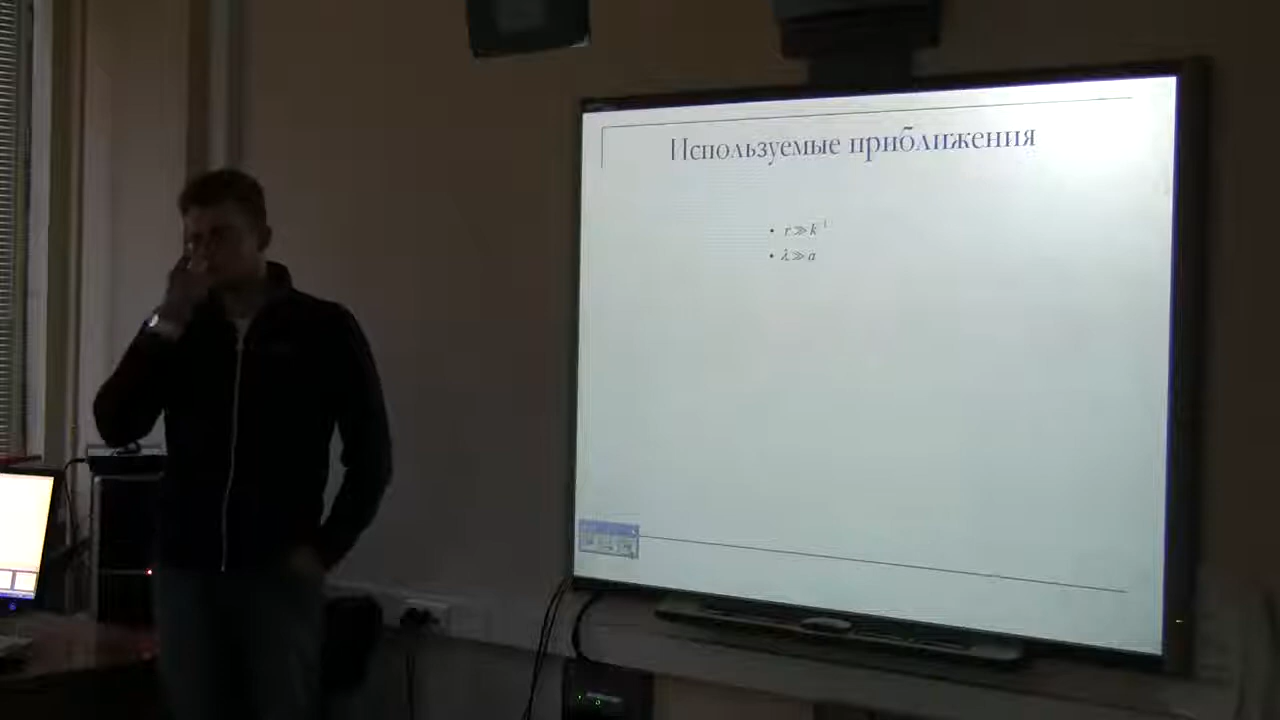 Используемые приближения
• r ≫ k⁻¹
• λ ≫ a